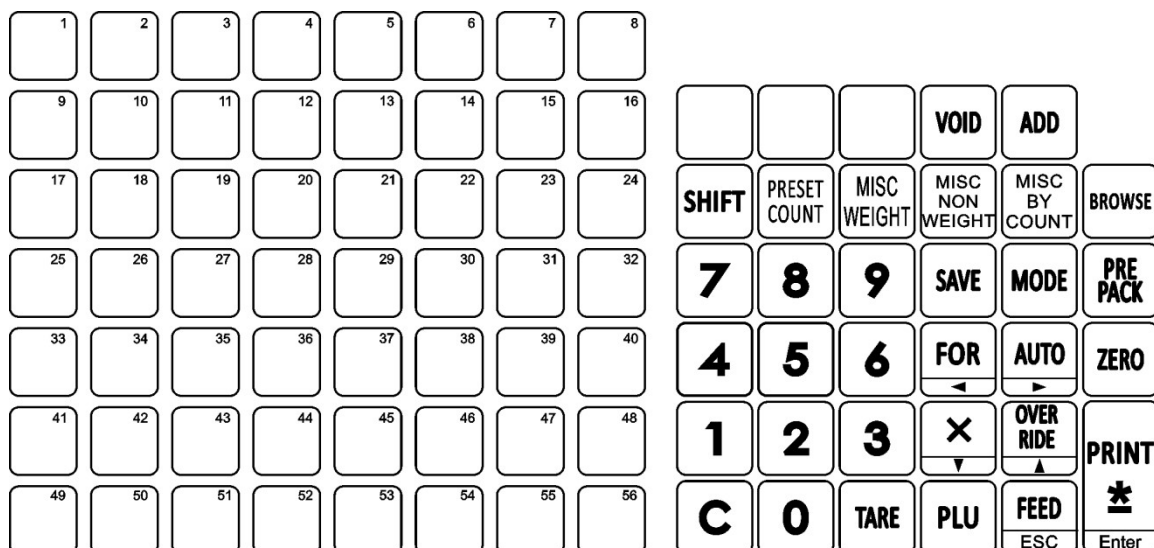 1 2 3 4 5 6 7 8
9 10 11 12 13 14 15 16
VOID ADD
17 18 19 20 21 22 23 24
SHIFT
PRESET
COUNT
MISC
WEIGHT
MISC
NON
WEIGHT
MISC
BY
COUNT
BROWSE
25 26 27 28 29 30 31 32
7 8 9 SAVE MODE
PRE
PACK
33 34 35 36 37 38 39 40
4 5 6 FOR AUTO ZERO
◄ ►
41 42 43 44 45 46 47 48
1 2 3 ×
▼
OVER
RIDE
▲
PRINT
*
Enter
49 50 51 52 53 54 55 56
C 0 TARE PLU FEED
ESC